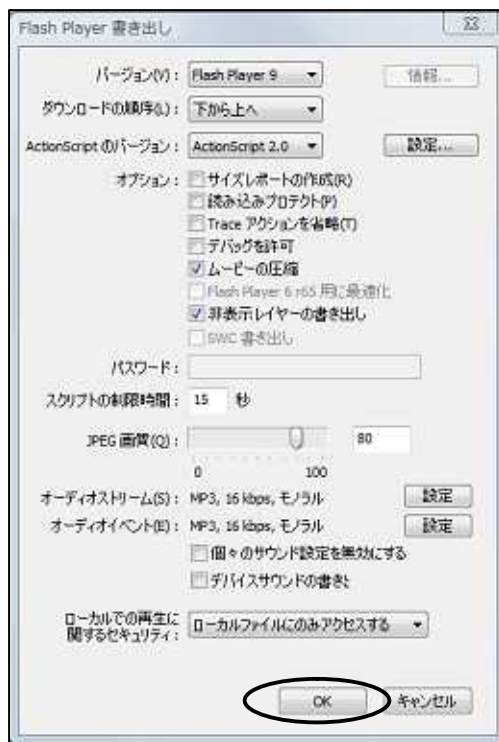 Flash Player 書き出し
バージョン(V): Flash Player 9 情報...
ダウンロードの順序(L): 下から上へ
ActionScript のバージョン: ActionScript 2.0 設定...
オプション: サイズレポートの作成(R)
読み込みプロテクト(P)
Trace アクションを省略(T)
デバッグを許可
ムービーの圧縮
Flash Player 6 r65 用に最適化
非表示レイヤーの書き出し
SWC 書き出し
パスワード:
スクリプトの制限時間: 15 秒
JPEG 画質(Q): 80
0 100
オーディオストリーム(S): MP3, 16 kbps, モノラル 設定
オーディオイベント(E): MP3, 16 kbps, モノラル 設定
個々のサウンド設定を無効にする
デバイスサウンドの書き
ローカルでの再生に
関するセキュリティ: ローカルファイルにのみアクセスする
OK キャンセル